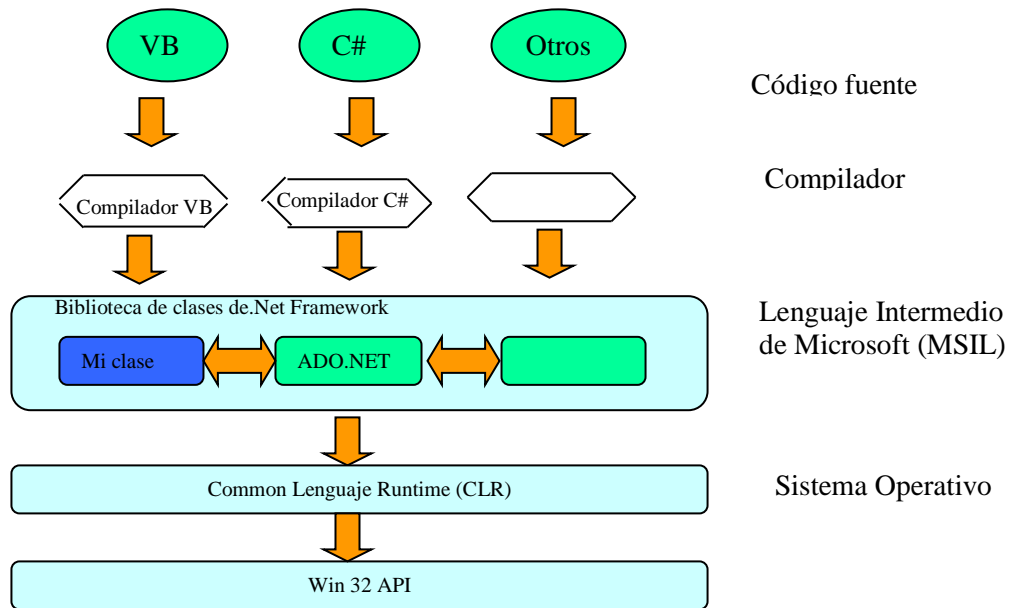 VB
C#
Otros
Código fuente
Compilador VB
Compilador C#
Compilador
Biblioteca de clases de.Net Framework
Mi clase
ADO.NET
Lenguaje Intermedio
de Microsoft (MSIL)
Common Lenguaje Runtime (CLR)
Sistema Operativo
Win 32 API